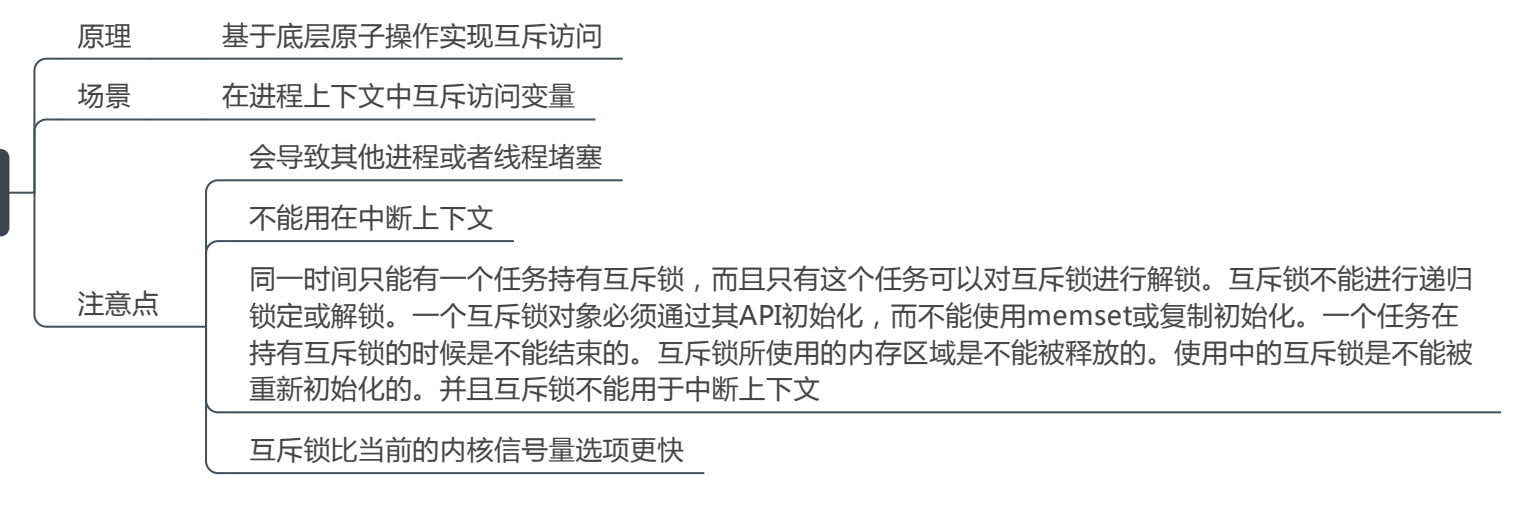 原理 基于底层原子操作实现互斥访问
场景 在进程上下文中互斥访问变量
会导致其他进程或者线程堵塞
不能用在中断上下文
注意点
同一时间只能有一个任务持有互斥锁，而且只有这个任务可以对互斥锁进行解锁。互斥锁不能进行递归
锁定或解锁。一个互斥锁对象必须通过其API初始化，而不能使用memset或复制初始化。一个任务在
持有互斥锁的时候是不能结束的。互斥锁所使用的内存区域是不能被释放的。使用中的互斥锁是不能被
重新初始化的。并且互斥锁不能用于中断上下文
互斥锁比当前的内核信号量选项更快